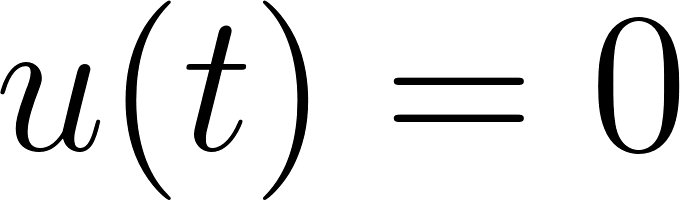 u(t) = 0